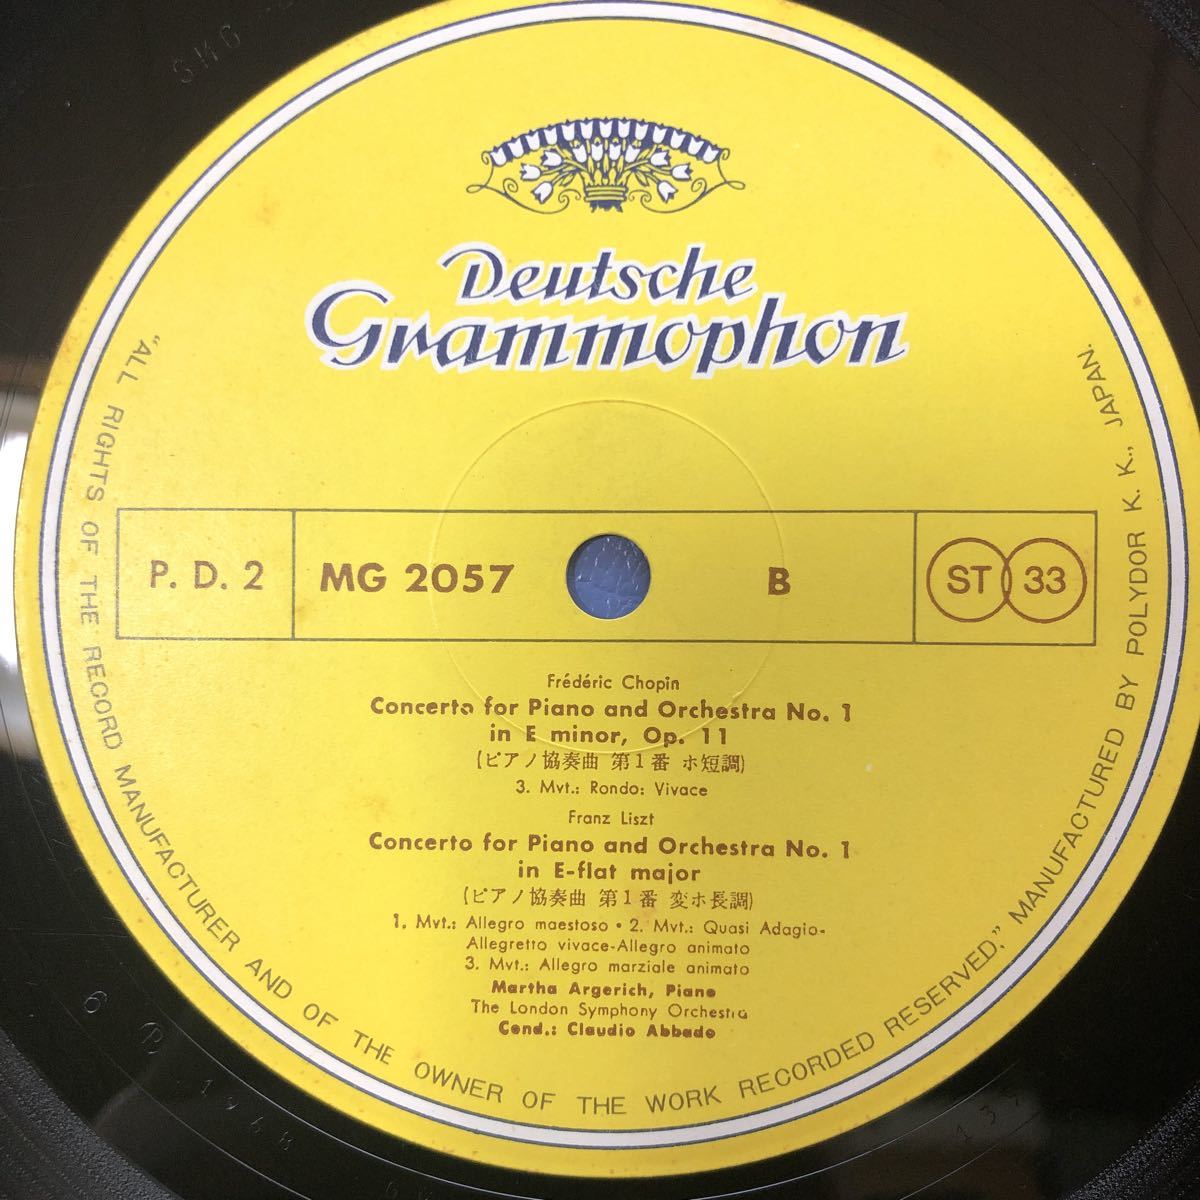 Deutsche
Grammophon
P. D. 2
MG 2057
B
ST 33
Frédéric Chopin
Concerto for Piano and Orchestra No. 1
in E minor, Op. 11
(ピアノ協奏曲 第1番 ホ短調)
3. Mvt.: Rondo: Vivace
Franz Liszt
Concerto for Piano and Orchestra No. 1
in E-flat major
(ピアノ協奏曲 第1番 変ホ長調)
1. Mvt.: Allegro maestoso • 2. Mvt.: Quasi Adagio-
Allegretto vivace-Allegro animato
3. Mvt.: Allegro marziale animato
Martha Argerich, Piano
The London Symphony Orchestra
Cond.: Claudio Abbado
"ALL RIGHTS OF THE RECORD MANUFACTURER AND OF THE OWNER OF THE WORK RECORDED RESERVED," MANUFACTURED BY POLYDOR K. K., JAPAN.